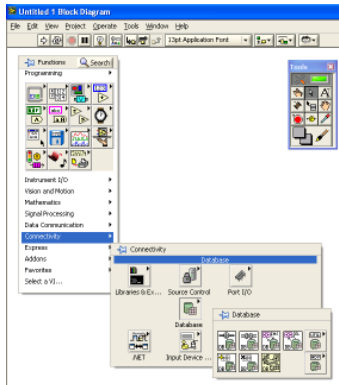 Untitled 1 Block Diagram
File Edit View Project Operate Tools Window Help
13pt Application Font
Functions Search
Programming
Tools
Instrument I/O
Vision and Motion
Mathematics
Signal Processing
Data Communication
Connectivity
Express
Addons
Favorites
Select a VI...
Connectivity
Database
Libraries & Ex... Source Control Port I/O
Database
.NET Input Device ...
Database